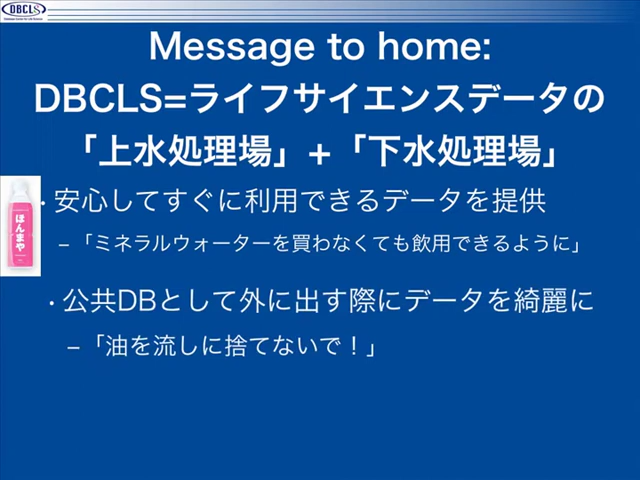 DBCLS
Message to home:
DBCLS=ライフサイエンスデータの
「上水処理場」+「下水処理場」
• 安心してすぐに利用できるデータを提供
ほんまや
–「ミネラルウォーターを買わなくても飲用できるように」
• 公共DBとして外に出す際にデータを綺麗に
–「油を流しに捨てないで！」